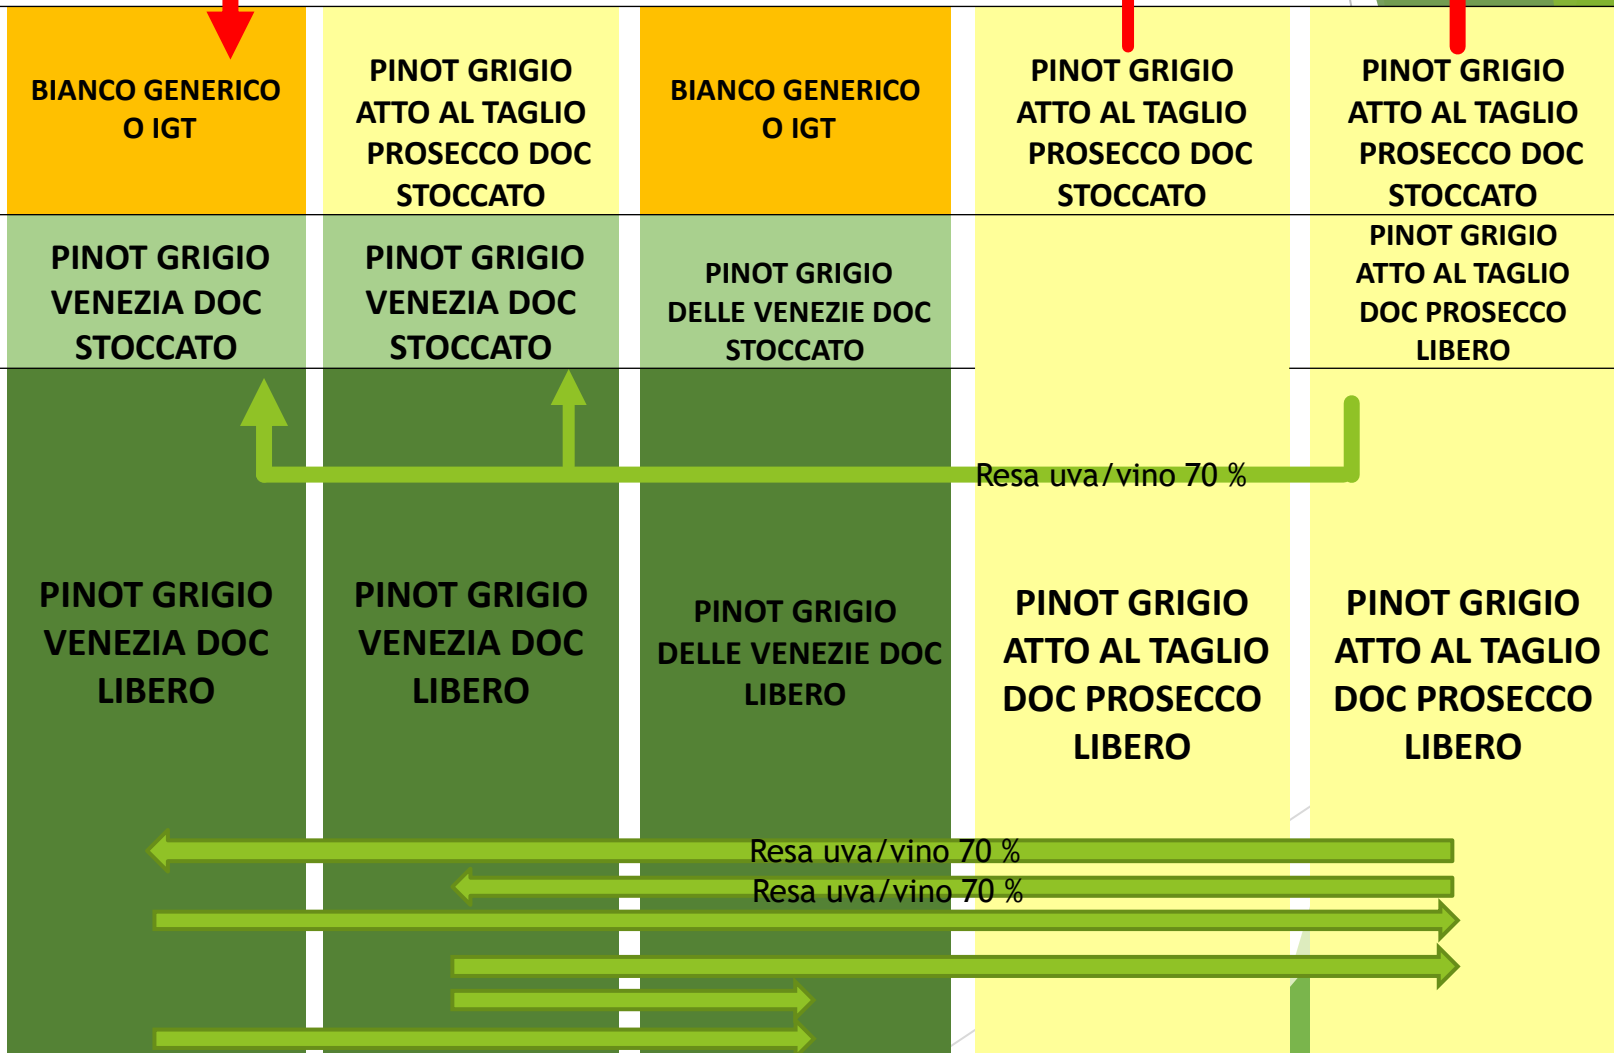 BIANCO GENERICO
O IGT
PINOT GRIGIO
ATTO AL TAGLIO
PROSECCO DOC
STOCCATO
BIANCO GENERICO
O IGT
PINOT GRIGIO
ATTO AL TAGLIO
PROSECCO DOC
STOCCATO
PINOT GRIGIO
ATTO AL TAGLIO
PROSECCO DOC
STOCCATO
PINOT GRIGIO
VENEZIA DOC
STOCCATO
PINOT GRIGIO
VENEZIA DOC
STOCCATO
PINOT GRIGIO
DELLE VENEZIE DOC
STOCCATO
PINOT GRIGIO
ATTO AL TAGLIO
DOC PROSECCO
LIBERO
Resa uva/vino 70 %
PINOT GRIGIO
VENEZIA DOC
LIBERO
PINOT GRIGIO
VENEZIA DOC
LIBERO
PINOT GRIGIO
DELLE VENEZIE DOC
LIBERO
PINOT GRIGIO
ATTO AL TAGLIO
DOC PROSECCO
LIBERO
PINOT GRIGIO
ATTO AL TAGLIO
DOC PROSECCO
LIBERO
Resa uva/vino 70 %
Resa uva/vino 70 %